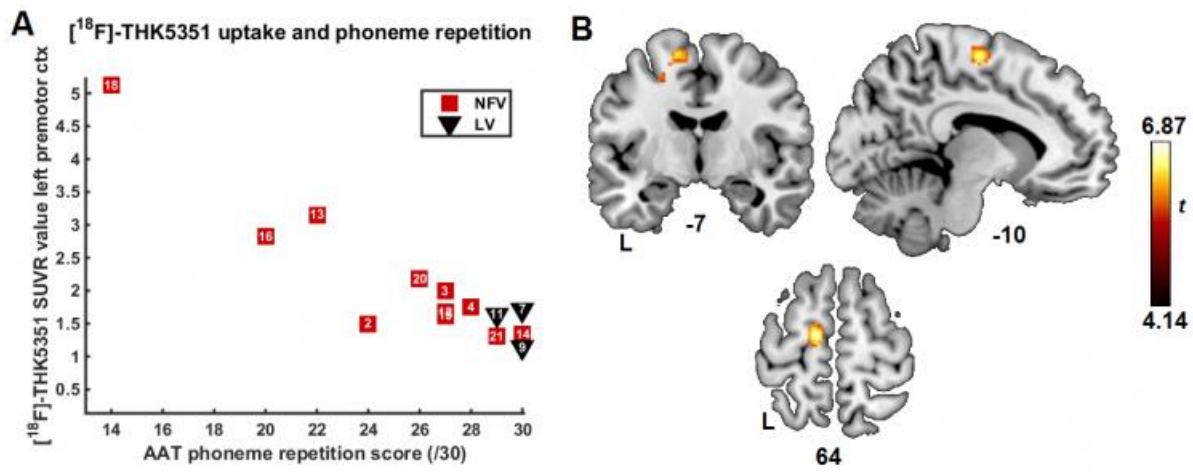 A
[¹⁸F]-THK5351 uptake and phoneme repetition
[¹⁸F]-THK5351 SUVR value left premotor ctx
5
4.5
4
3.5
3
2.5
2
1.5
1
0.5
NFV
LV
18
13
16
20
3
4
2
11
7
21
14
9
14 16 18 20 22 24 26 28 30
AAT phoneme repetition score (/30)
B
L
-7
-10
L
64
6.87
t
4.14